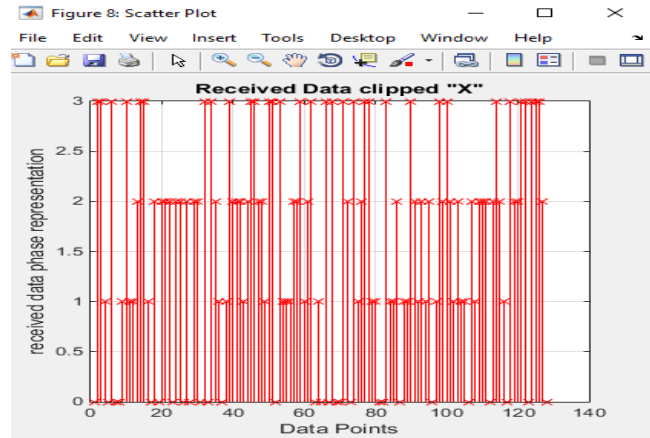 Figure 8: Scatter Plot
File Edit View Insert Tools Desktop Window Help
Received Data clipped "X"
3
2.5
2
1.5
1
0.5
0
received data phase representation
0 20 40 60 80 100 120 140
Data Points